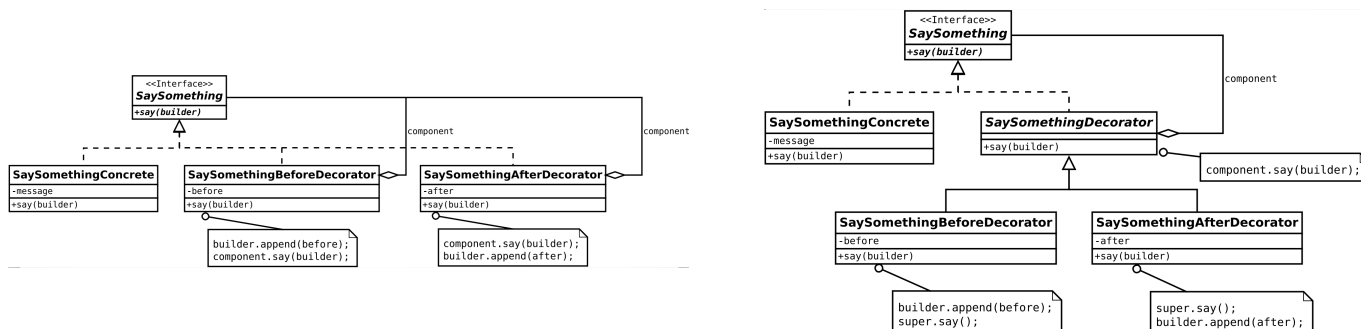 <<Interface>>
SaySomething
+say(builder)
component
component
SaySomethingConcrete
-message
+say(builder)
SaySomethingBeforeDecorator
-before
+say(builder)
SaySomethingAfterDecorator
-after
+say(builder)
builder.append(before);
component.say(builder);
component.say(builder);
builder.append(after);
<<Interface>>
SaySomething
+say(builder)
component
SaySomethingConcrete
-message
+say(builder)
SaySomethingDecorator
+say(builder)
component.say(builder);
SaySomethingBeforeDecorator
-before
+say(builder)
SaySomethingAfterDecorator
-after
+say(builder)
builder.append(before);
super.say();
super.say();
builder.append(after);